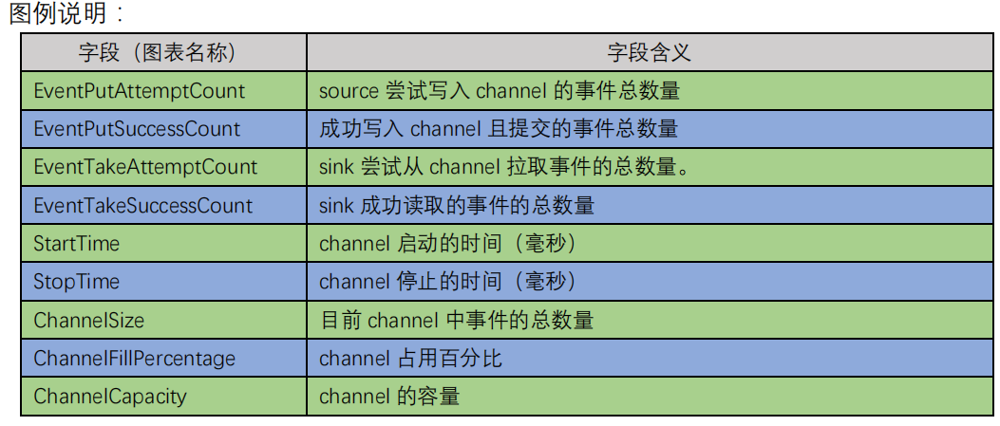 图例说明：
字段（图表名称） 字段含义
EventPutAttemptCount source 尝试写入 channel 的事件总数量
EventPutSuccessCount 成功写入 channel 且提交的事件总数量
EventTakeAttemptCount sink 尝试从 channel 拉取事件的总数量。
EventTakeSuccessCount sink 成功读取的事件的总数量
StartTime channel 启动的时间（毫秒）
StopTime channel 停止的时间（毫秒）
ChannelSize 目前 channel 中事件的总数量
ChannelFillPercentage channel 占用百分比
ChannelCapacity channel 的容量